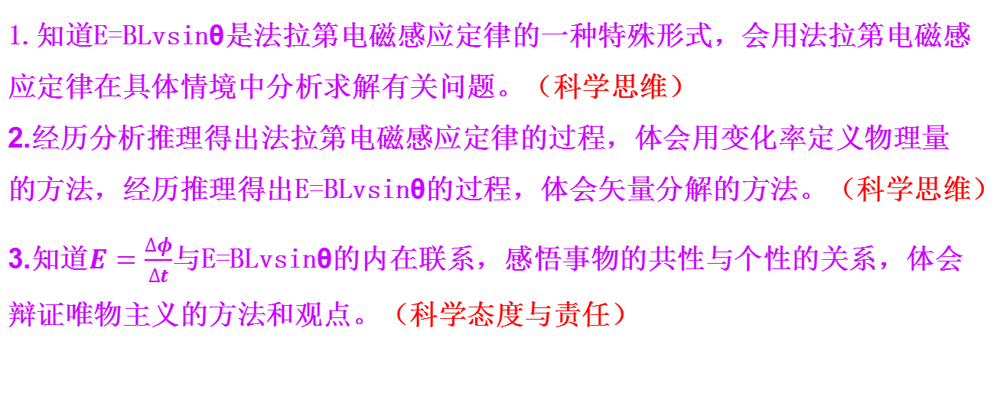 1. 知道E=BLvsinθ是法拉第电磁感应定律的一种特殊形式，会用法拉第电磁感
应定律在具体情境中分析求解有关问题。（科学思维）
2.经历分析推理得出法拉第电磁感应定律的过程，体会用变化率定义物理量
的方法，经历推理得出E=BLvsinθ的过程，体会矢量分解的方法。（科学思维）
3.知道E = Δϕ/Δt与E=BLvsinθ的内在联系，感悟事物的共性与个性的关系，体会
辩证唯物主义的方法和观点。（科学态度与责任）